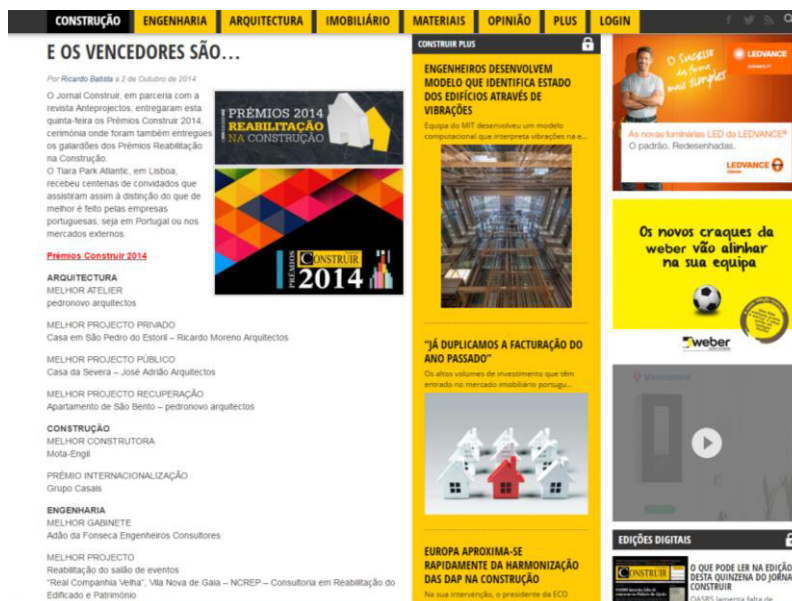 CONSTRUÇÃO ENGENHARIA ARQUITECTURA IMOBILIÁRIO MATERIAIS OPINIÃO PLUS LOGIN
E OS VENCEDORES SÃO...
Por Ricardo Batista a 2 de Outubro de 2014
O Jornal Construir, em parceria com a
revista Anteprojectos, entregaram esta
quinta-feira os Prémios Construir 2014,
cerimónia onde foram também entregues
os galardões dos Prémios Reabilitação
na Construção.
O Tiara Park Atlantic, em Lisboa,
recebeu centenas de convidados que
assistiram assim à distinção do que de
melhor é feito pelas empresas
portuguesas, seja em Portugal ou nos
mercados externos.
PRÉMIOS 2014
REABILITAÇÃO
NA CONSTRUÇÃO
PRÉMIOS
CONSTRUIR
2014
Prémios Construir 2014
ARQUITECTURA
MELHOR ATELIER
pedronovo arquitectos
MELHOR PROJECTO PRIVADO
Casa em São Pedro do Estoril – Ricardo Moreno Arquitectos
MELHOR PROJECTO PÚBLICO
Casa da Severa – José Adrião Arquitectos
MELHOR PROJECTO RECUPERAÇÃO
Apartamento de São Bento – pedronovo arquitectos
CONSTRUÇÃO
MELHOR CONSTRUTORA
Mota-Engil
PRÉMIO INTERNACIONALIZAÇÃO
Grupo Casais
ENGENHARIA
MELHOR GABINETE
Adão da Fonseca Engenheiros Consultores
MELHOR PROJECTO
Reabilitação do salão de eventos
"Real Companhia Velha", Vila Nova de Gaia – NCREP – Consultoria em Reabilitação do
Edificado e Património
CONSTRUIR PLUS
ENGENHEIROS DESENVOLVEM
MODELO QUE IDENTIFICA ESTADO
DOS EDIFÍCIOS ATRAVÉS DE
VIBRAÇÕES
Equipa do MIT desenvolveu um modelo
computacional que interpreta vibrações na e...
"JÁ DUPLICAMOS A FACTURAÇÃO DO
ANO PASSADO"
Os altos volumes de investimento que têm
entrado no mercado imobiliário portugu...
EUROPA APROXIMA-SE
RAPIDAMENTE DA HARMONIZAÇÃO
DAS DAP NA CONSTRUÇÃO
Na sua intervenção, o presidente da ECO
O Sucesso
da forma
mais simples
LEDVANCE
As novas luminárias LED da LEDVANCE®
O padrão. Redesenhadas.
LEDVANCE
Os novos craques da
weber vão alinhar
na sua equipa
weber
EDIÇÕES DIGITAIS
CONSTRUIR
O QUE PODE LER NA EDIÇÃO
DESTA QUINZENA DO JORNA
CONSTRUIR
OASRS lamenta falta de